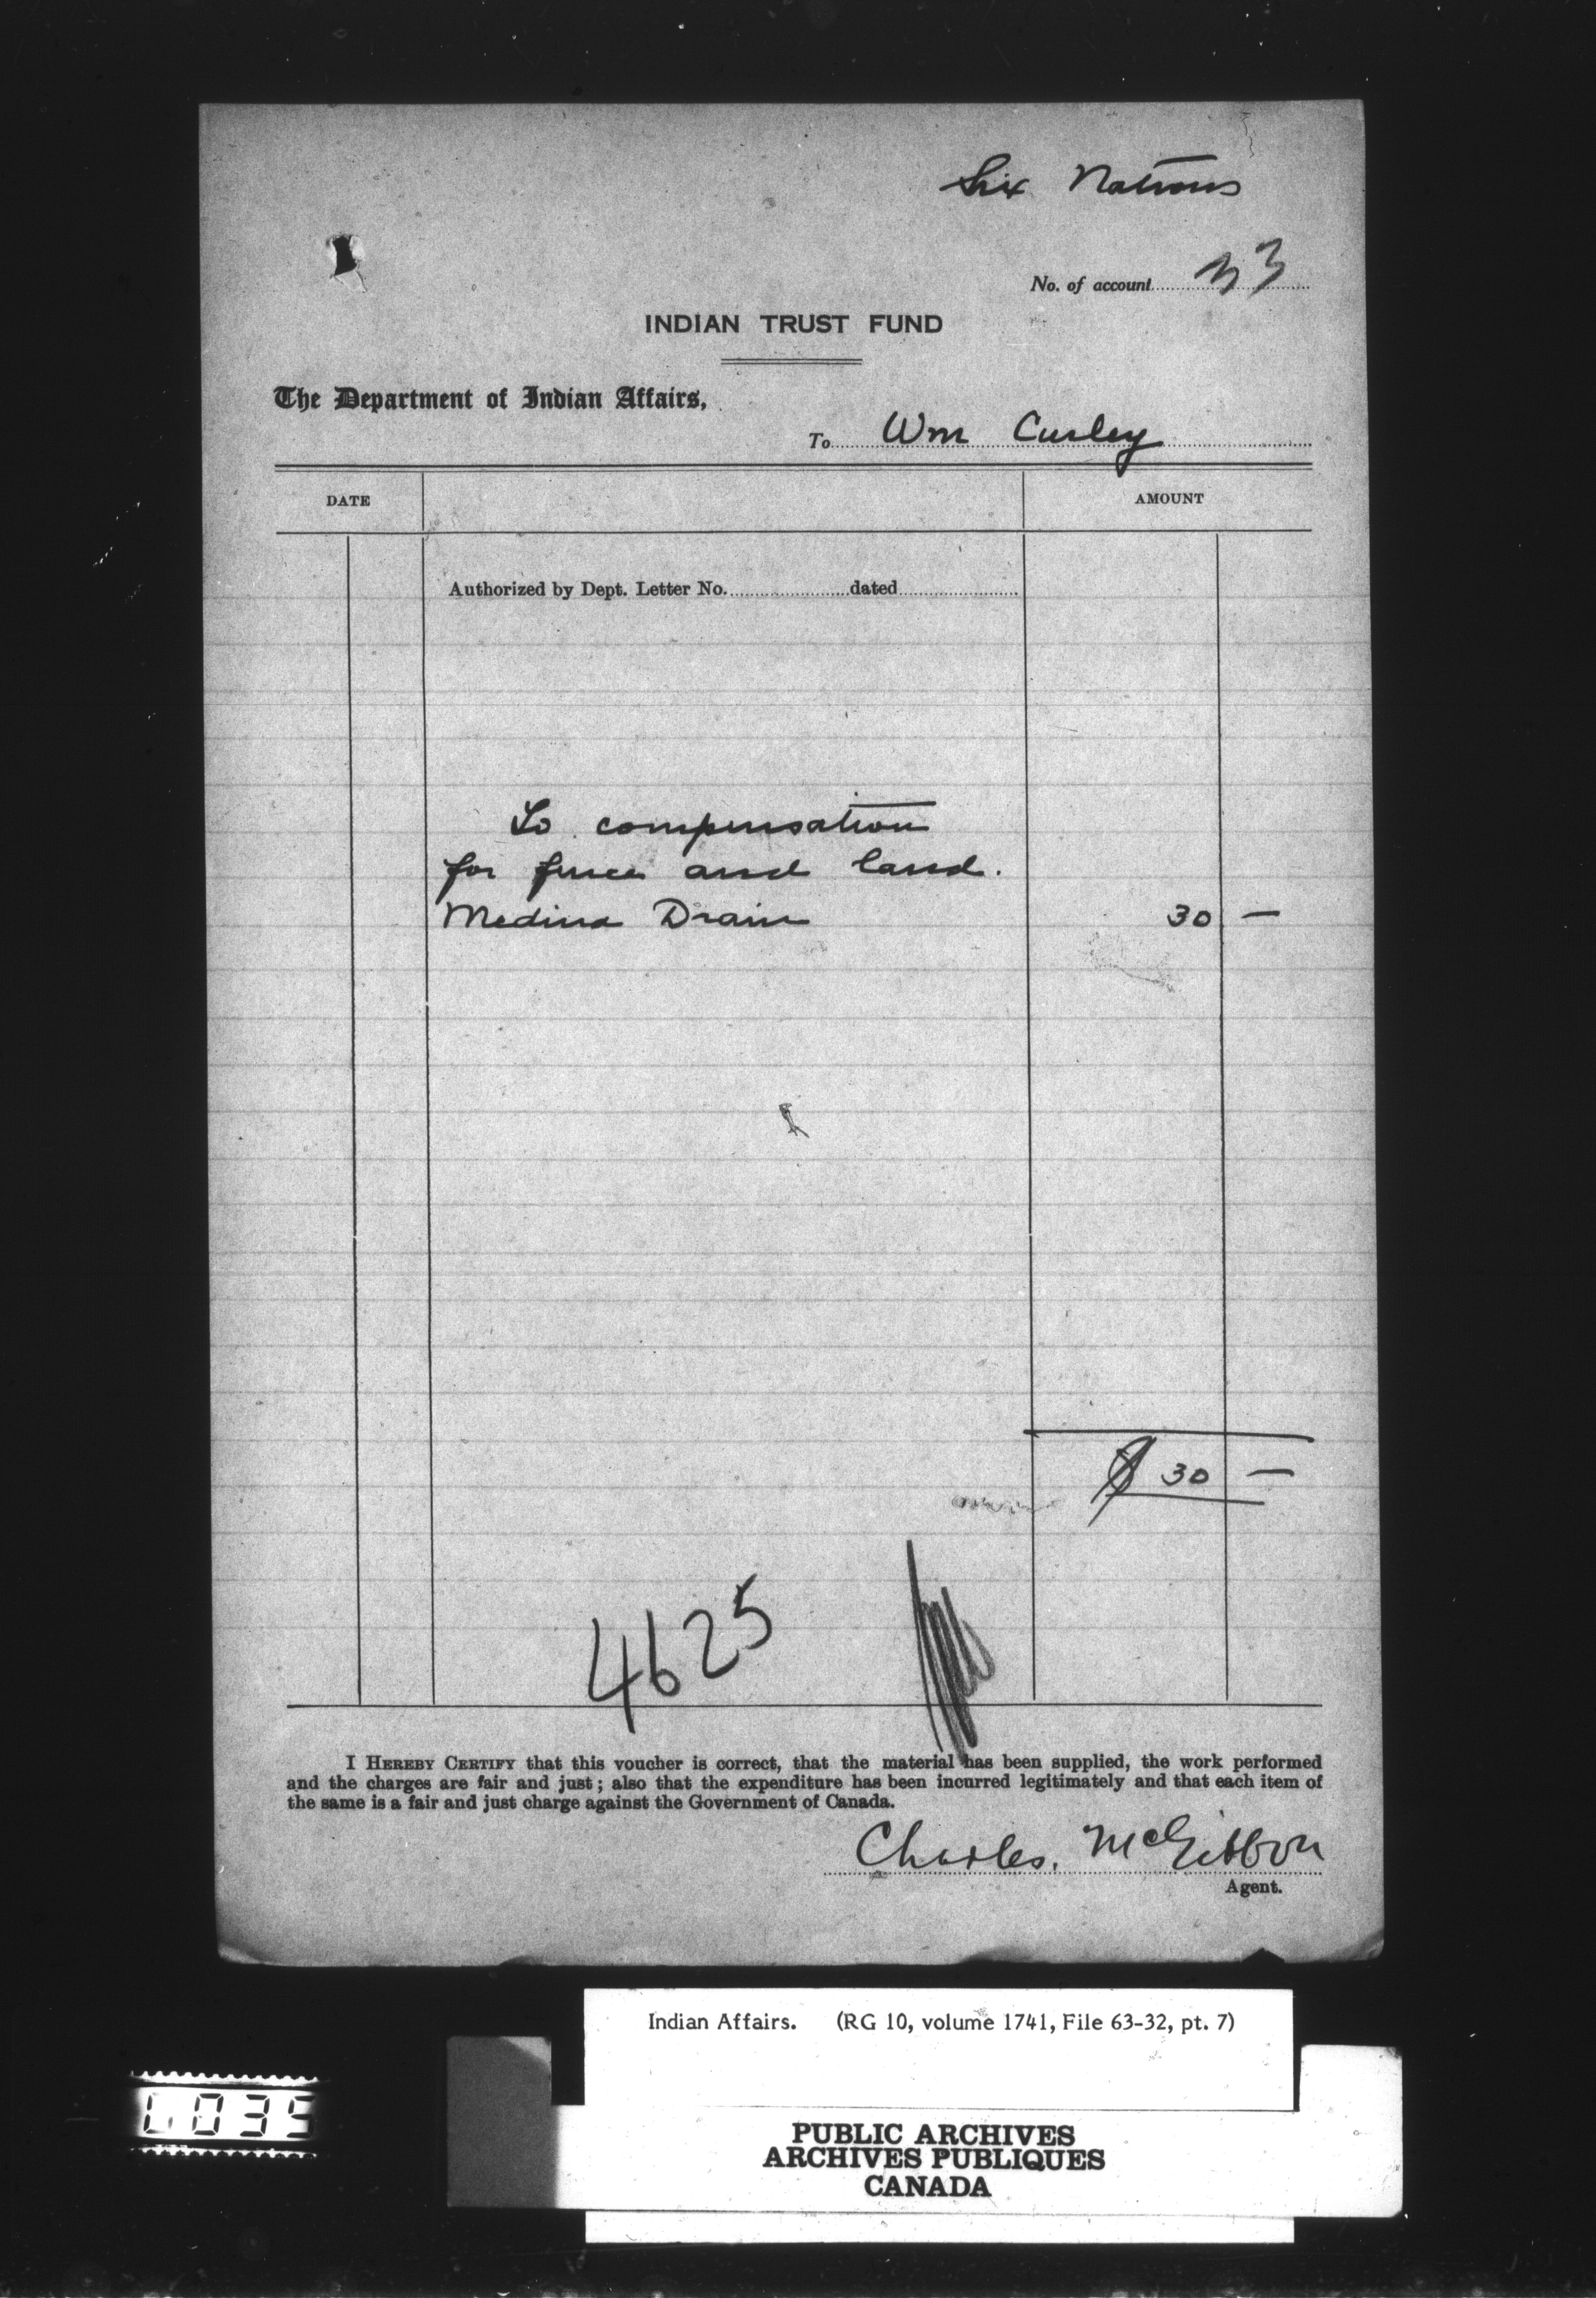 Six Nations
No. of account 33
INDIAN TRUST FUND
The Department of Indian Affairs,
To Wm Curley
DATE AMOUNT
Authorized by Dept. Letter No. dated
To compensation
for fence and land.
Medina Drain 30 —
$ 30 —
4625
I HEREBY CERTIFY that this voucher is correct, that the material has been supplied, the work performed
and the charges are fair and just; also that the expenditure has been incurred legitimately and that each item of
the same is a fair and just charge against the Government of Canada.
Charles. McGibbon
Agent.
Indian Affairs. (RG 10, volume 1741, File 63-32, pt. 7)
PUBLIC ARCHIVES
ARCHIVES PUBLIQUES
CANADA